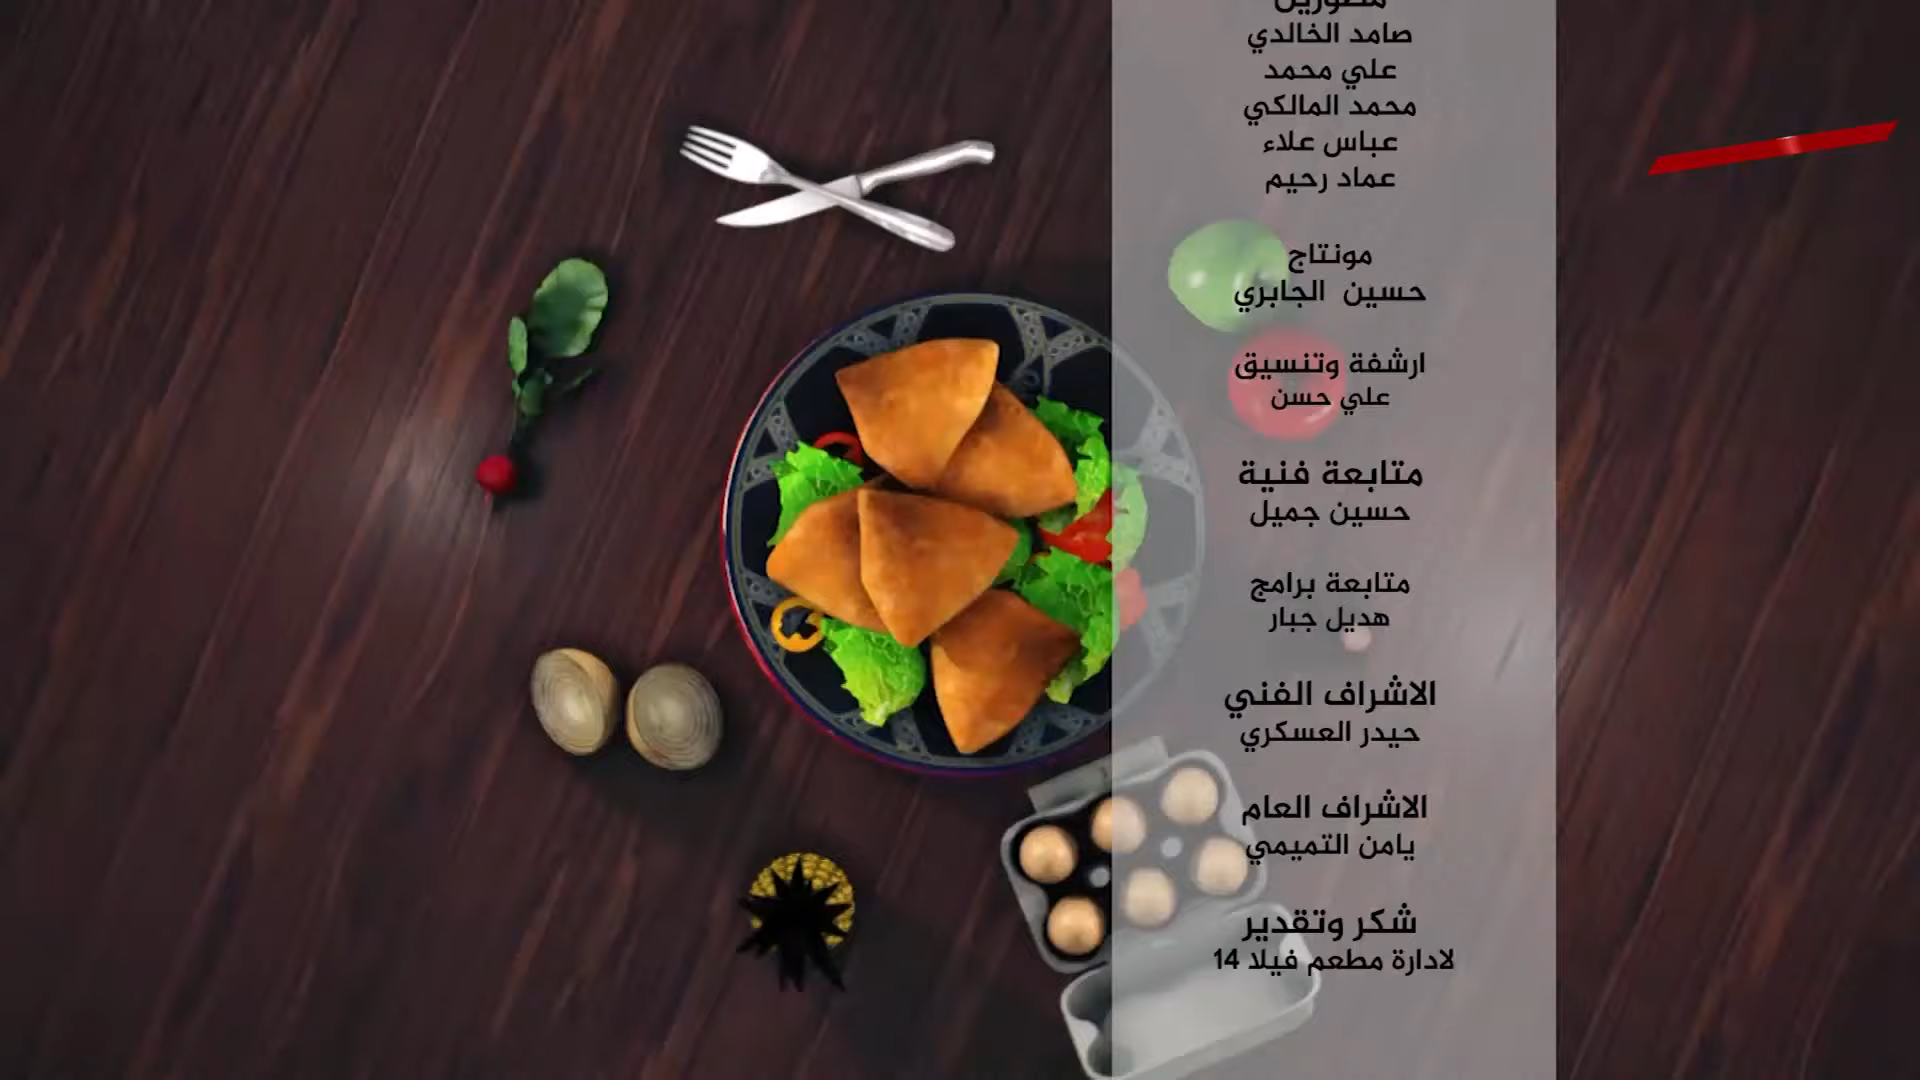 مصورين
صامد الخالدي
علي محمد
محمد المالكي
عباس علاء
عماد رحيم
مونتاج
حسين الجابري
ارشفة وتنسيق
علي حسن
متابعة فنية
حسين جميل
متابعة برامج
هديل جبار
الاشراف الفني
حيدر العسكري
الاشراف العام
يامن التميمي
شكر وتقدير
لادارة مطعم فيلا 14